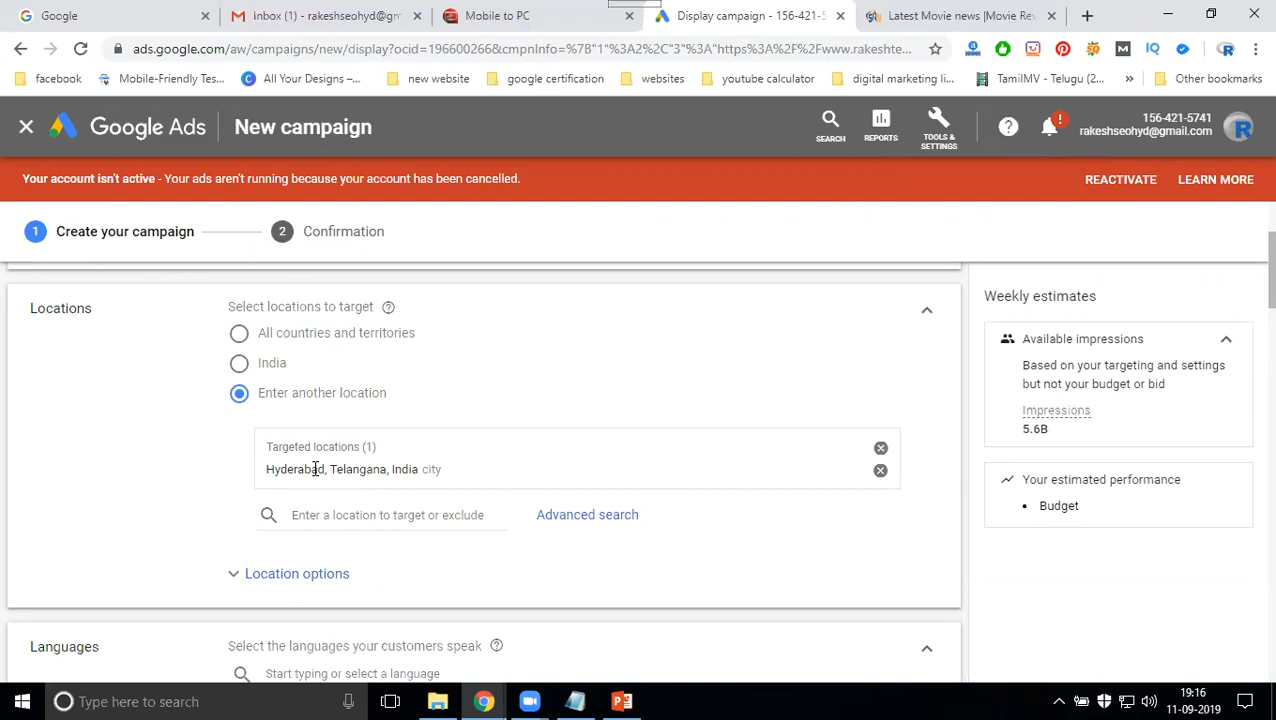 Google
Inbox (1) - rakeshseohyd@g
Mobile to PC
Display campaign - 156-421-5
Latest Movie news |Movie Re
ads.google.com/aw/campaigns/new/display?ocid=196600266&cmpnInfo=%7B"1"%3A2%2C"3"%3A"https%3A%2F%2Fwww.rakeshte...
facebook
Mobile-Friendly Tes...
All Your Designs –...
new website
google certification
websites
youtube calculator
digital marketing li...
TamilMV - Telugu (2...
»
Other bookmarks
Google Ads
New campaign
SEARCH
REPORTS
TOOLS & SETTINGS
156-421-5741
rakeshseohyd@gmail.com
Your account isn't active - Your ads aren't running because your account has been cancelled.
REACTIVATE
LEARN MORE
1 Create your campaign
2 Confirmation
Locations
Select locations to target
All countries and territories
India
Enter another location
Targeted locations (1)
Hyderabad, Telangana, India city
Enter a location to target or exclude
Advanced search
Location options
Languages
Select the languages your customers speak
Start typing or select a language
Weekly estimates
Available impressions
Based on your targeting and settings
but not your budget or bid
Impressions
5.6B
Your estimated performance
• Budget
Type here to search
19:16
11-09-2019